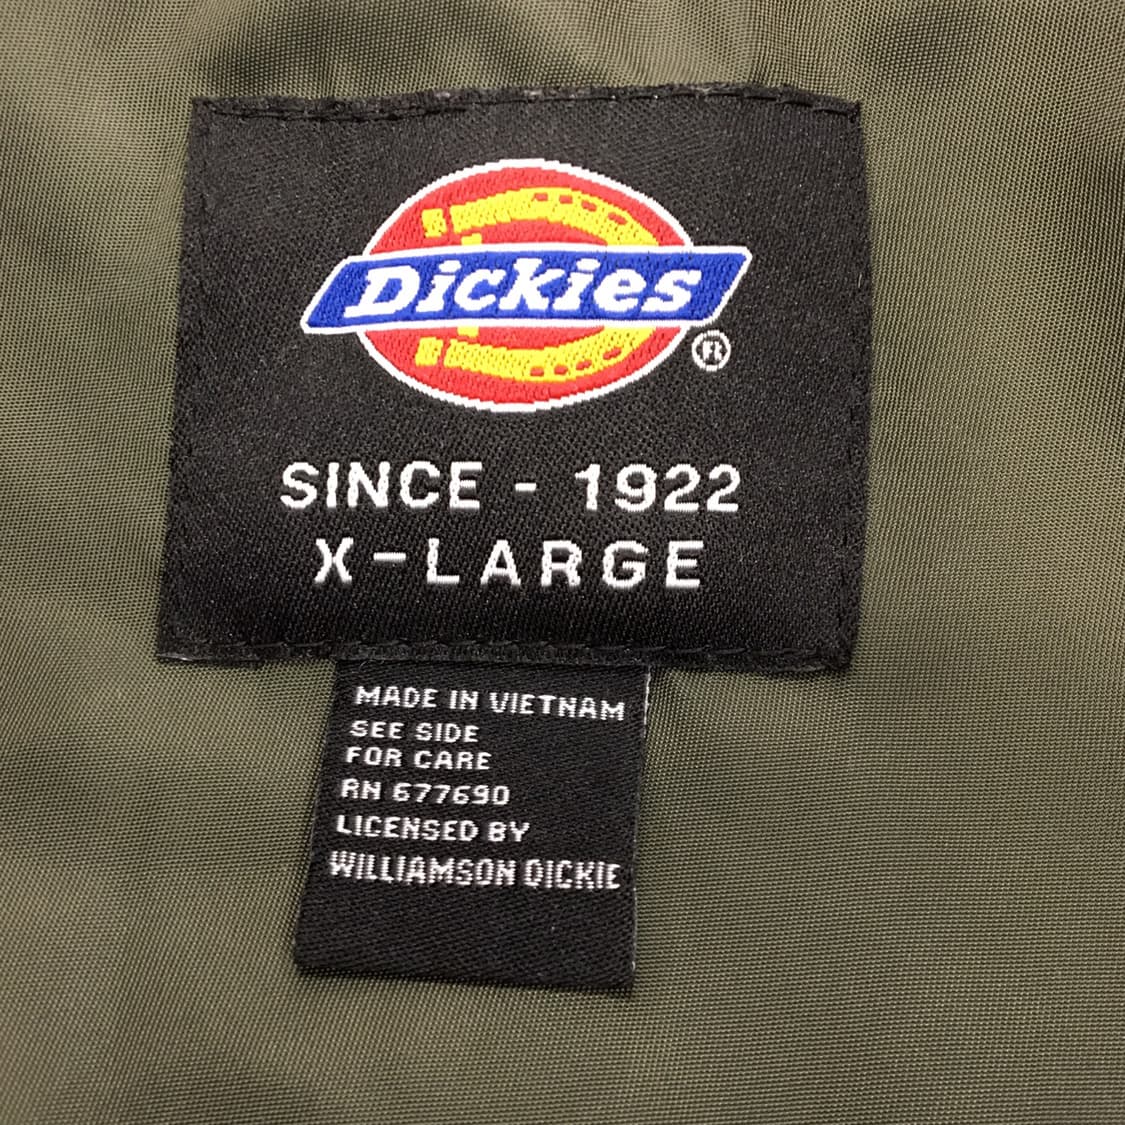 Dickies
®
SINCE - 1922
X-LARGE
MADE IN VIETNAM
SEE SIDE
FOR CARE
RN 677690
LICENSED BY
WILLIAMSON DICKIE